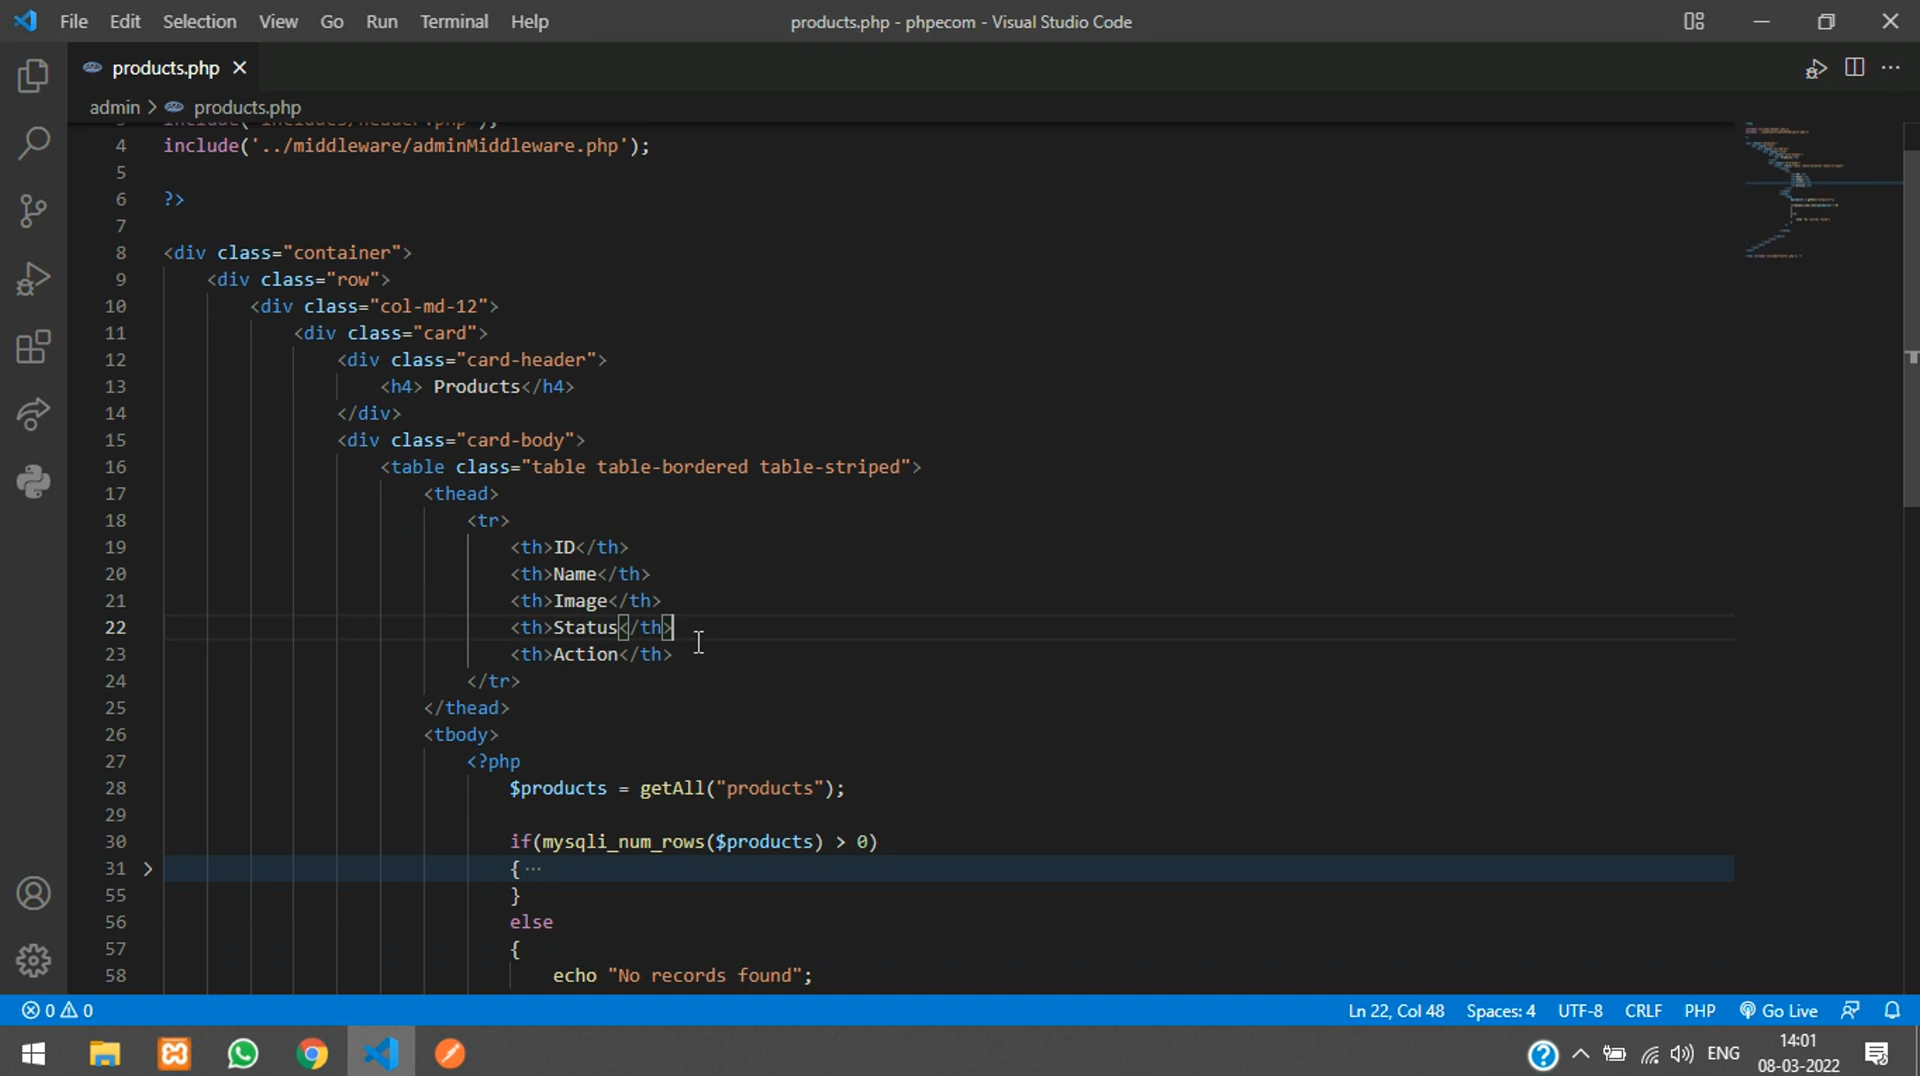 File Edit Selection View Go Run Terminal Help
products.php - phpecom - Visual Studio Code
products.php
admin > products.php
4 include('../middleware/adminMiddleware.php');
5
6 ?>
7
8 <div class="container">
9 <div class="row">
10 <div class="col-md-12">
11 <div class="card">
12 <div class="card-header">
13 <h4> Products</h4>
14 </div>
15 <div class="card-body">
16 <table class="table table-bordered table-striped">
17 <thead>
18 <tr>
19 <th>ID</th>
20 <th>Name</th>
21 <th>Image</th>
22 <th>Status</th>
23 <th>Action</th>
24 </tr>
25 </thead>
26 <tbody>
27 <?php
28 $products = getAll("products");
29
30 if(mysqli_num_rows($products) > 0)
31 { ···
55 }
56 else
57 {
58 echo "No records found";
0 0 Ln 22, Col 48 Spaces: 4 UTF-8 CRLF PHP Go Live
ENG
14:01
08-03-2022